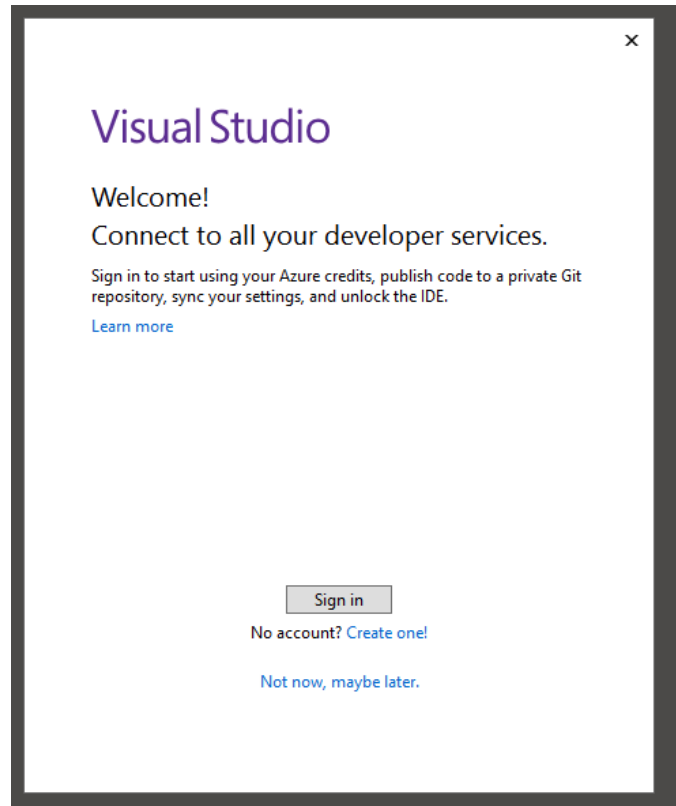 Visual Studio
Welcome!
Connect to all your developer services.
Sign in to start using your Azure credits, publish code to a private Git
repository, sync your settings, and unlock the IDE.
Learn more
Sign in
No account? Create one!
Not now, maybe later.